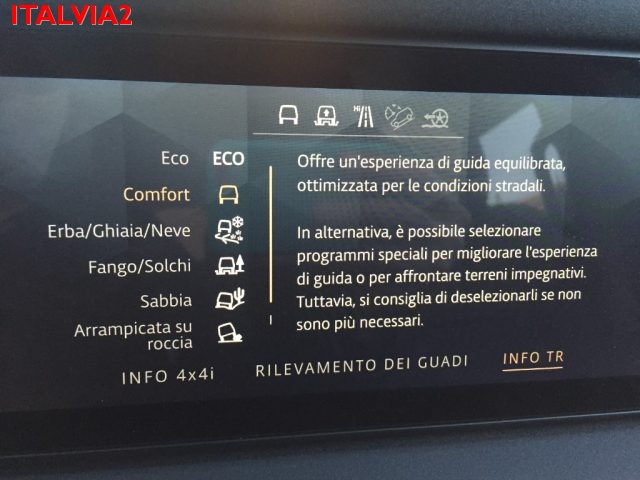 ITALVIA2
Hi
Eco ECO
Comfort
Erba/Ghiaia/Neve
Fango/Solchi
Sabbia
Arrampicata su
roccia
Offre un'esperienza di guida equilibrata,
ottimizzata per le condizioni stradali.
In alternativa, è possibile selezionare
programmi speciali per migliorare l'esperienza
di guida o per affrontare terreni impegnativi.
Tuttavia, si consiglia di deselezionarli se non
sono più necessari.
INFO 4x4i
RILEVAMENTO DEI GUADI
INFO TR